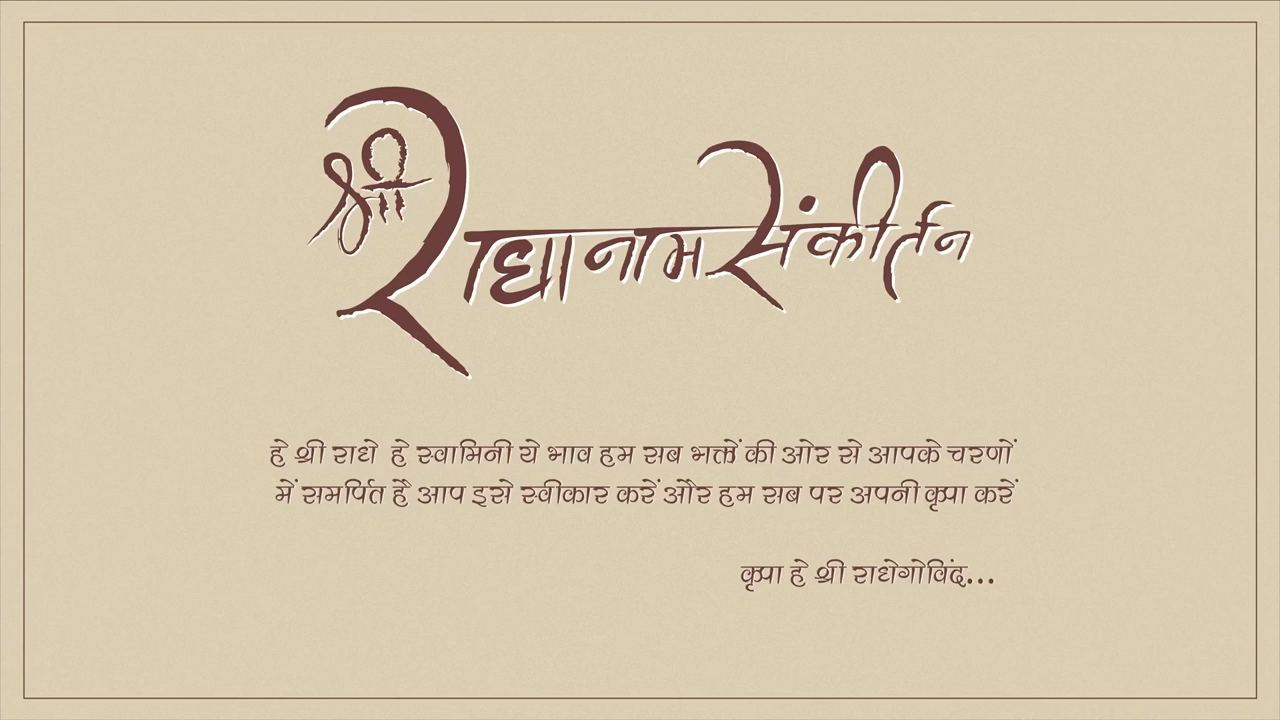 श्री राधा नाम संकीर्तन
हे श्री राधे हे स्वामिनी ये भाव हम सब भक्तों की ओर से आपके चरणों
में समर्पित है आप इसे स्वीकार करें और हम सब पर अपनी कृपा करें
कृपा हे श्री राधेगोविंद...